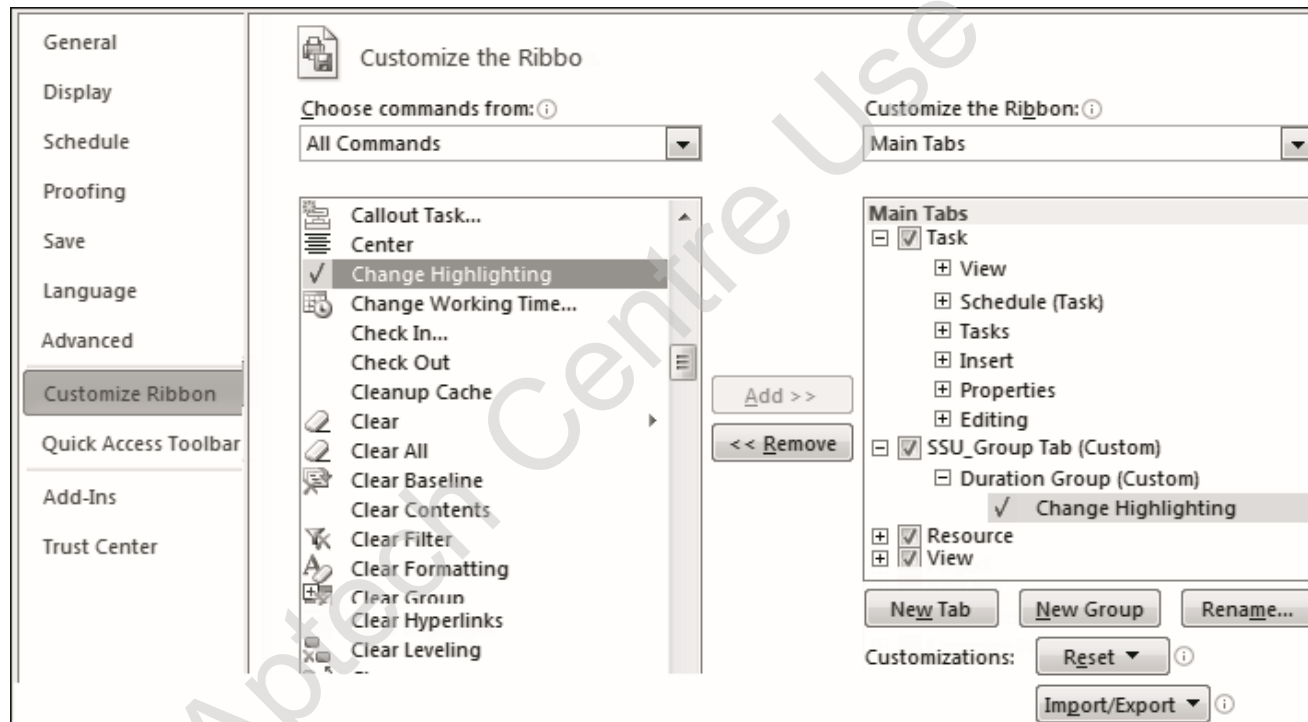 General
Display
Schedule
Proofing
Save
Language
Advanced
Customize Ribbon
Quick Access Toolbar
Add-Ins
Trust Center
Customize the Ribbo
Choose commands from:
All Commands
Callout Task...
Center
Change Highlighting
Change Working Time...
Check In...
Check Out
Cleanup Cache
Clear
Clear All
Clear Baseline
Clear Contents
Clear Filter
Clear Formatting
Clear Group
Clear Hyperlinks
Clear Leveling
Add >>
<< Remove
Customize the Ribbon:
Main Tabs
Main Tabs
Task
View
Schedule (Task)
Tasks
Insert
Properties
Editing
SSU_Group Tab (Custom)
Duration Group (Custom)
Change Highlighting
Resource
View
New Tab
New Group
Rename...
Customizations:
Reset
Import/Export
Aptech Centre Use